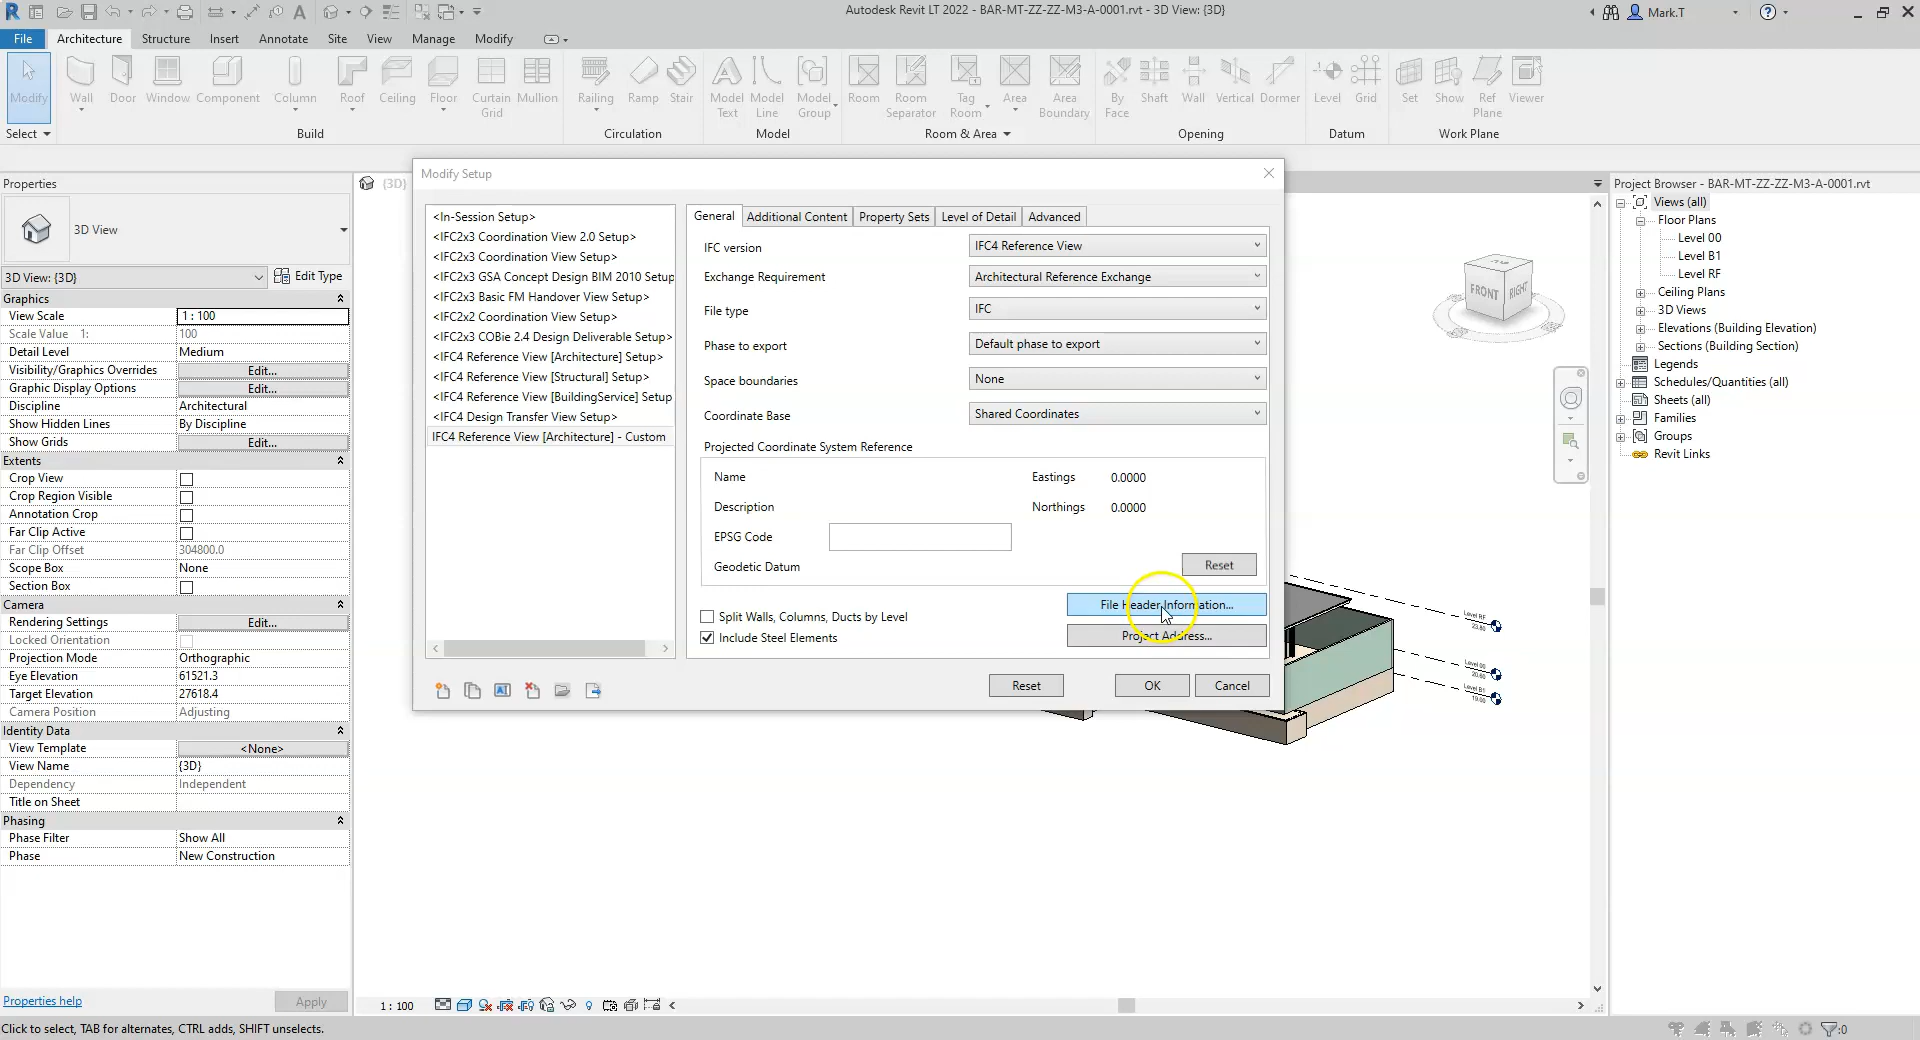 Autodesk Revit LT 2022 - BAR-MT-ZZ-ZZ-M3-A-0001.rvt - 3D View: {3D}
Mark.T
File Architecture Structure Insert Annotate Site View Manage Modify
Modify
Wall
Door
Window
Component
Column
Roof
Ceiling
Floor
Curtain Grid
Mullion
Railing
Ramp
Stair
Model Text
Model Line
Model Group
Room
Room Separator
Tag Room
Area
Area Boundary
By Face
Shaft
Wall
Vertical
Dormer
Level
Grid
Set
Show
Ref Plane
Viewer
Select
Build
Circulation
Model
Room & Area
Opening
Datum
Work Plane
Properties
3D View
3D View: {3D}
Edit Type
Graphics
View Scale 1 : 100
Scale Value 1: 100
Detail Level Medium
Visibility/Graphics Overrides Edit...
Graphic Display Options Edit...
Discipline Architectural
Show Hidden Lines By Discipline
Show Grids Edit...
Extents
Crop View
Crop Region Visible
Annotation Crop
Far Clip Active
Far Clip Offset 304800.0
Scope Box None
Section Box
Camera
Rendering Settings Edit...
Locked Orientation
Projection Mode Orthographic
Eye Elevation 61521.3
Target Elevation 27618.4
Camera Position Adjusting
Identity Data
View Template <None>
View Name {3D}
Dependency Independent
Title on Sheet
Phasing
Phase Filter Show All
Phase New Construction
Properties help
Apply
{3D}
Modify Setup
<In-Session Setup>
<IFC2x3 Coordination View 2.0 Setup>
<IFC2x3 Coordination View Setup>
<IFC2x3 GSA Concept Design BIM 2010 Setup
<IFC2x3 Basic FM Handover View Setup>
<IFC2x2 Coordination View Setup>
<IFC2x3 COBie 2.4 Design Deliverable Setup>
<IFC4 Reference View [Architecture] Setup>
<IFC4 Reference View [Structural] Setup>
<IFC4 Reference View [BuildingService] Setup
<IFC4 Design Transfer View Setup>
IFC4 Reference View [Architecture] - Custom
General Additional Content Property Sets Level of Detail Advanced
IFC version IFC4 Reference View
Exchange Requirement Architectural Reference Exchange
File type IFC
Phase to export Default phase to export
Space boundaries None
Coordinate Base Shared Coordinates
Projected Coordinate System Reference
Name Eastings 0.0000
Description Northings 0.0000
EPSG Code
Geodetic Datum Reset
File Header Information...
Split Walls, Columns, Ducts by Level
Include Steel Elements
Project Address...
Reset OK Cancel
FRONT RIGHT
Level RF
23.80
Level 00
20.60
Level B1
19.00
Project Browser - BAR-MT-ZZ-ZZ-M3-A-0001.rvt
Views (all)
Floor Plans
Level 00
Level B1
Level RF
Ceiling Plans
3D Views
Elevations (Building Elevation)
Sections (Building Section)
Legends
Schedules/Quantities (all)
Sheets (all)
Families
Groups
Revit Links
1 : 100
Click to select, TAB for alternates, CTRL adds, SHIFT unselects.
:0